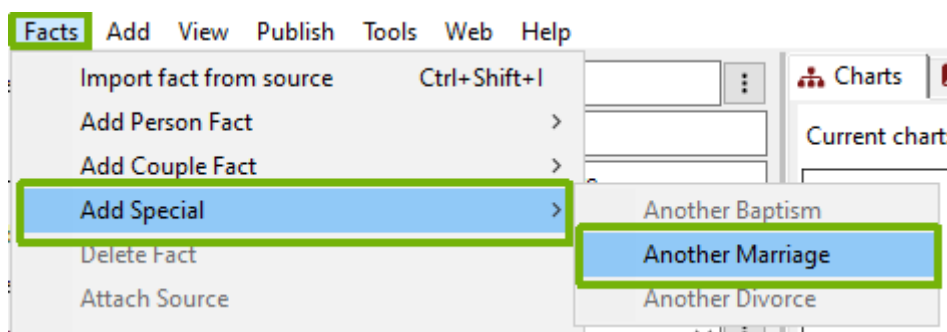 Facts Add View Publish Tools Web Help
Import fact from source Ctrl+Shift+I
Charts
Add Person Fact
Current charts
Add Couple Fact
Add Special
Another Baptism
Delete Fact
Another Marriage
Attach Source
Another Divorce